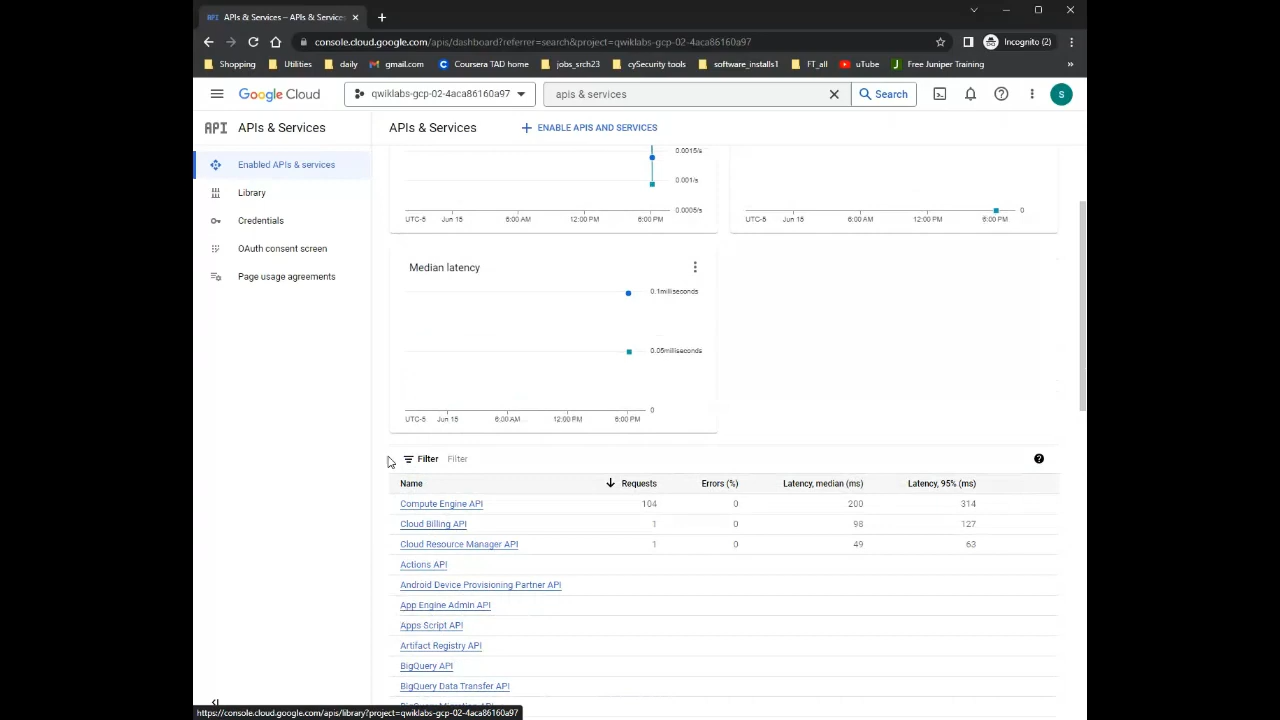 APIs & Services – APIs & Services
console.cloud.google.com/apis/dashboard?referrer=search&project=qwiklabs-gcp-02-4aca86160a97
Incognito (2)
Shopping
Utilities
daily
gmail.com
Coursera TAD home
jobs_srch23
cySecurity tools
software_installs1
FT_all
uTube
Free Juniper Training
»
Google Cloud
qwiklabs-gcp-02-4aca86160a97
apis & services
Search
S
API APIs & Services
APIs & Services
ENABLE APIS AND SERVICES
Enabled APIs & services
Library
Credentials
OAuth consent screen
Page usage agreements
0.0015/s
0.001/s
0.0005/s
UTC-5 Jun 15 6:00 AM 12:00 PM 6:00 PM
0
UTC-5 Jun 15 6:00 AM 12:00 PM 6:00 PM
Median latency
0.1milliseconds
0.05milliseconds
0
UTC-5 Jun 15 6:00 AM 12:00 PM 6:00 PM
Filter Filter
Name Requests Errors (%) Latency, median (ms) Latency, 95% (ms)
Compute Engine API 104 0 200 314
Cloud Billing API 1 0 98 127
Cloud Resource Manager API 1 0 49 63
Actions API
Android Device Provisioning Partner API
App Engine Admin API
Apps Script API
Artifact Registry API
BigQuery API
BigQuery Data Transfer API
https://console.cloud.google.com/apis/library?project=qwiklabs-gcp-02-4aca86160a97